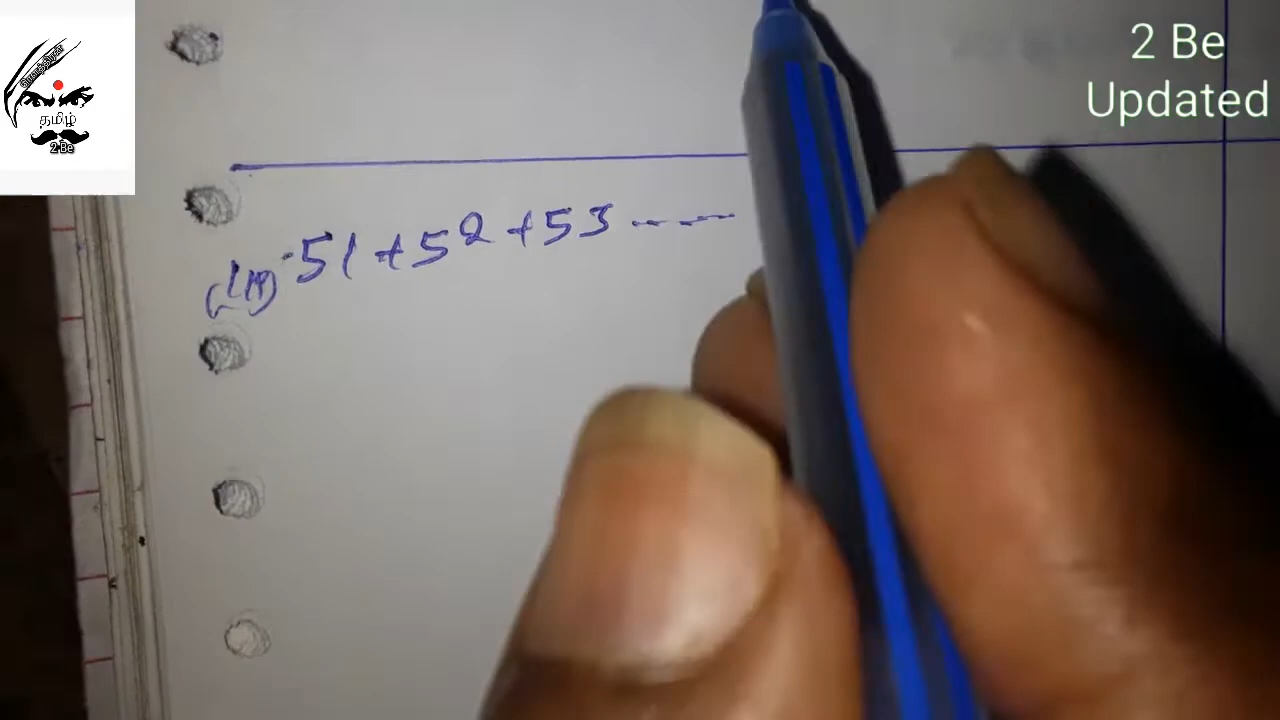 தமிழ்
2 Be
2 Be
Updated
51 + 52 + 53 -----